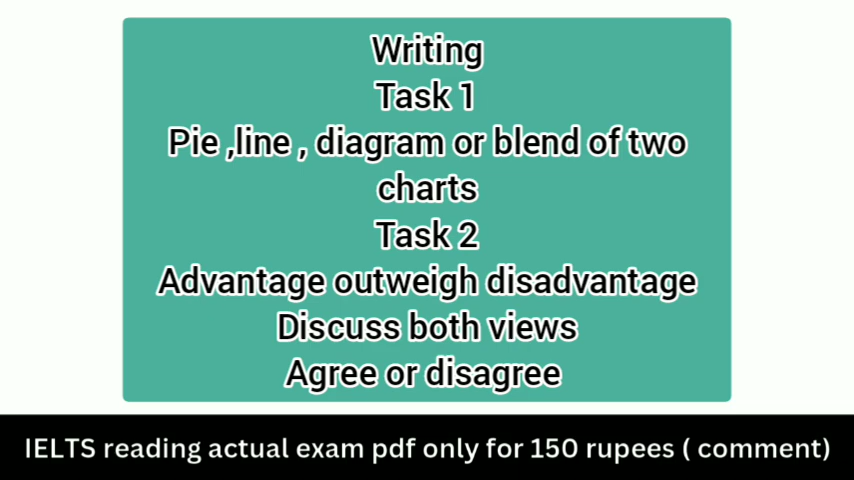 Writing
Task 1
Pie ,line , diagram or blend of two
charts
Task 2
Advantage outweigh disadvantage
Discuss both views
Agree or disagree
IELTS reading actual exam pdf only for 150 rupees ( comment)